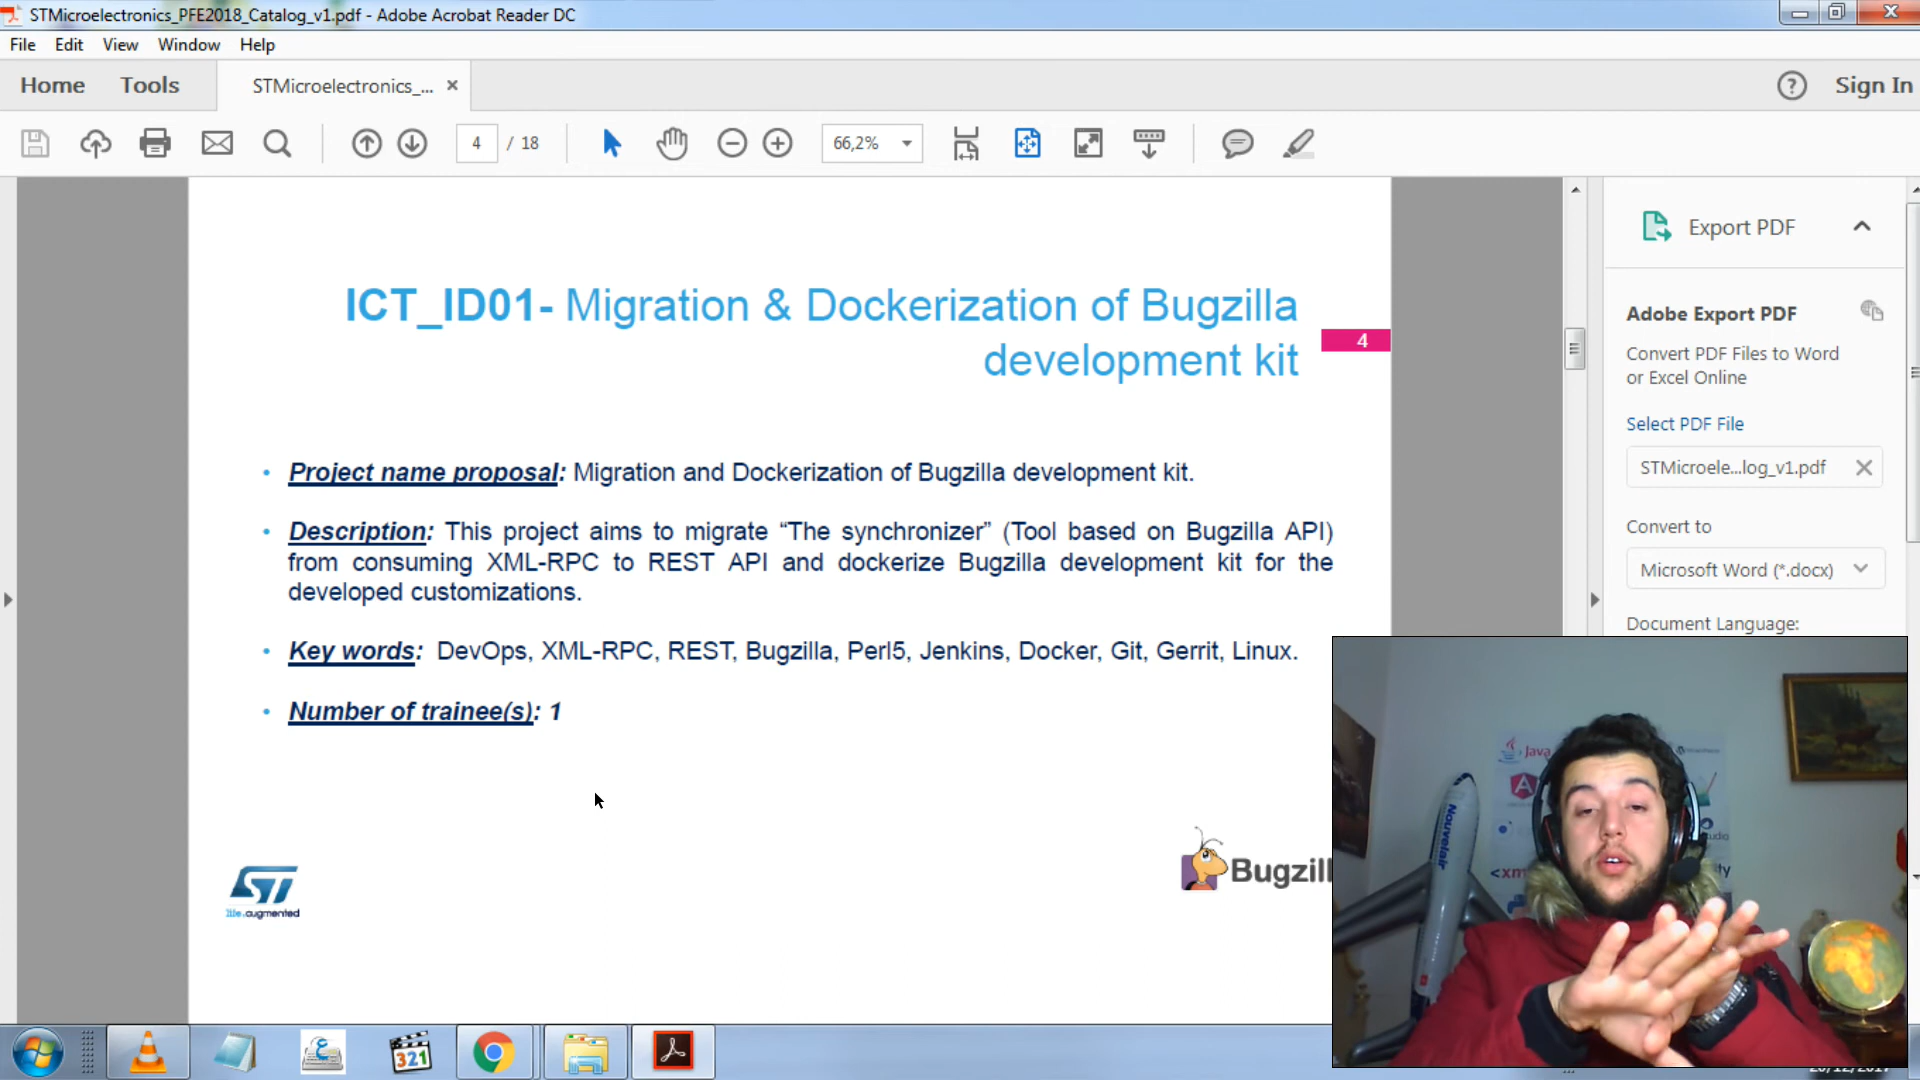 STMicroelectronics_PFE2018_Catalog_v1.pdf - Adobe Acrobat Reader DC
File Edit View Window Help
Home Tools STMicroelectronics_... Sign In
4 / 18 66,2%
ICT_ID01- Migration & Dockerization of Bugzilla
development kit
4
• Project name proposal: Migration and Dockerization of Bugzilla development kit.
• Description: This project aims to migrate “The synchronizer” (Tool based on Bugzilla API)
from consuming XML-RPC to REST API and dockerize Bugzilla development kit for the
developed customizations.
• Key words: DevOps, XML-RPC, REST, Bugzilla, Perl5, Jenkins, Docker, Git, Gerrit, Linux.
• Number of trainee(s): 1
ST
life.augmented
Bugzill
Export PDF
Adobe Export PDF
Convert PDF Files to Word
or Excel Online
Select PDF File
STMicroele...log_v1.pdf
Convert to
Microsoft Word (*.docx)
Document Language:
Java
Nouvelair
<xm
321